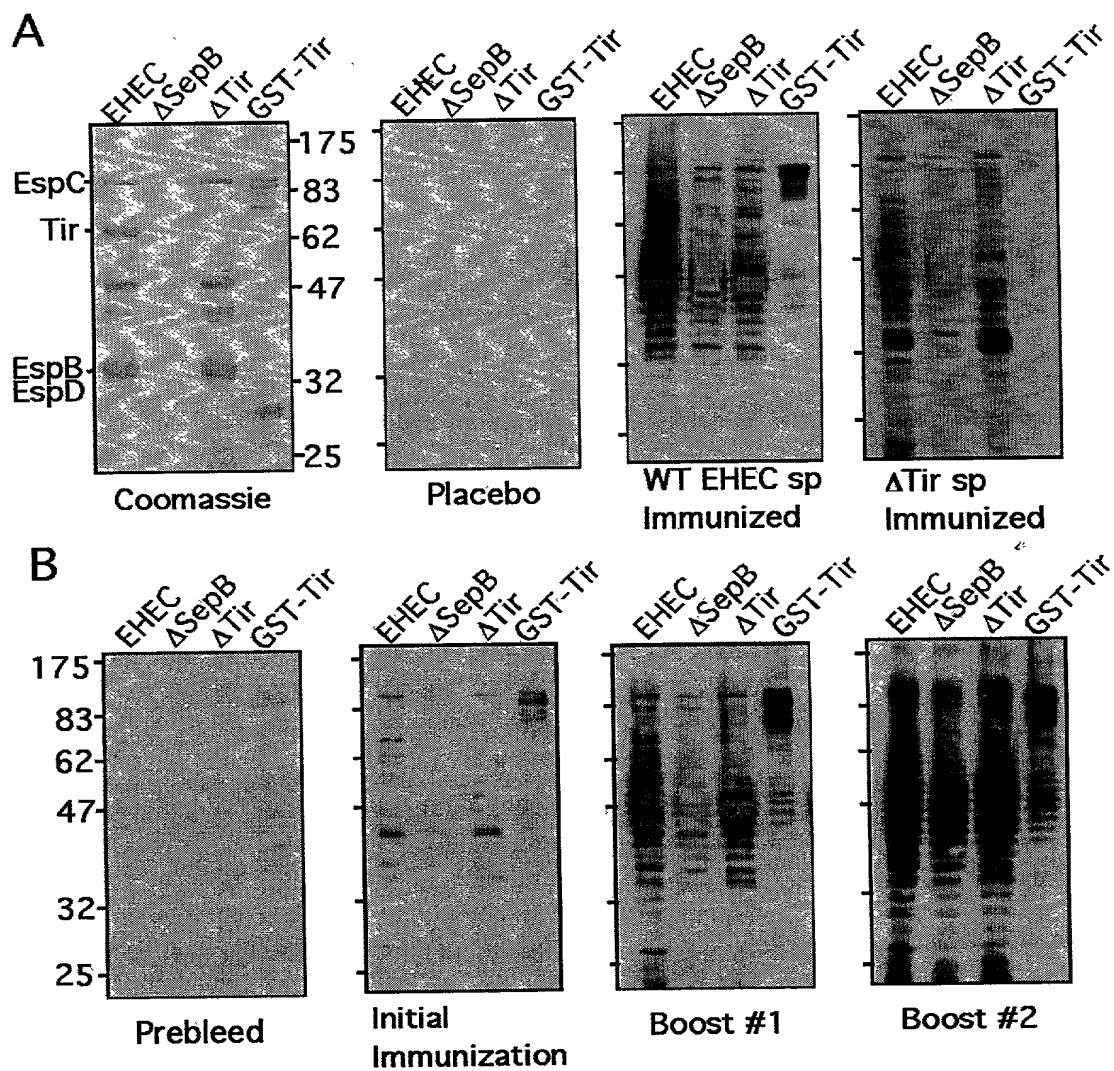 A
EHEC ΔSepB ΔTir GST-Tir
EHEC ΔSepB ΔTir GST-Tir
EHEC ΔSepB ΔTir GST-Tir
EHEC ΔSepB ΔTir GST-Tir
EspC
Tir
EspB
EspD
175
83
62
47
32
25
Coomassie
Placebo
WT EHEC sp
Immunized
ΔTir sp
Immunized
B
EHEC ΔSepB ΔTir GST-Tir
EHEC ΔSepB ΔTir GST-Tir
EHEC ΔSepB ΔTir GST-Tir
EHEC ΔSepB ΔTir GST-Tir
175
83
62
47
32
25
Prebleed
Initial
Immunization
Boost #1
Boost #2